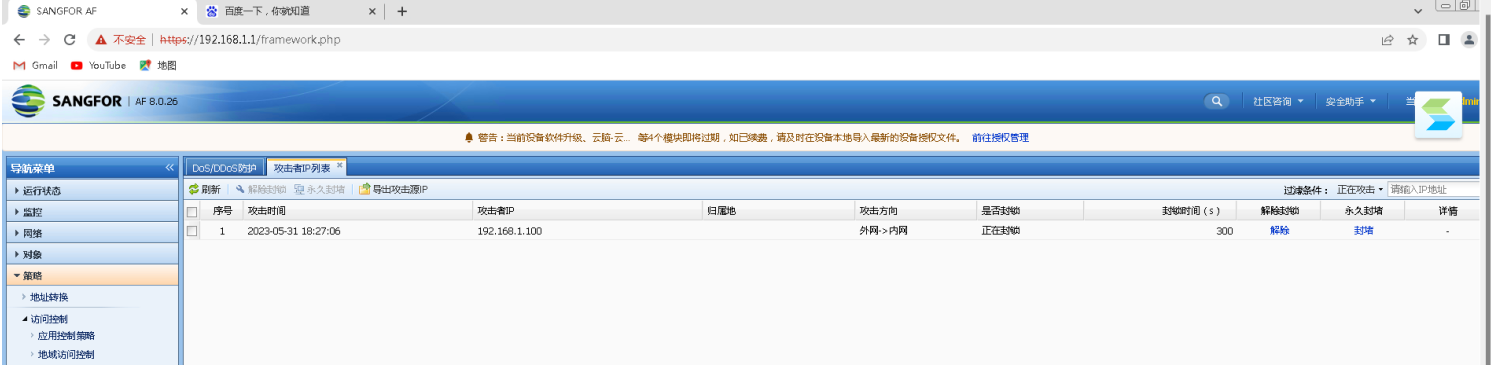 SANGFOR AF × 百度一下，你就知道 × +
不安全 | https://192.168.1.1/framework.php
Gmail YouTube 地图
SANGFOR | AF 8.0.26 社区咨询 安全助手
警告：当前设备软件升级、云脑-云... 等4个模块即将过期，如已续费，请及时在设备本地导入最新的设备授权文件。 前往授权管理
导航菜单 « DoS/DDoS防护 攻击者IP列表 ×
运行状态 刷新 解除封锁 永久封堵 导出攻击源IP 过滤条件： 正在攻击 请输入IP地址
监控 序号 攻击时间 攻击者IP 归属地 攻击方向 是否封锁 封锁时间（s） 解除封锁 永久封堵 详情
网络 1 2023-05-31 18:27:06 192.168.1.100 外网->内网 正在封锁 300 解除 封堵 -
对象
策略
地址转换
访问控制
应用控制策略
地域访问控制